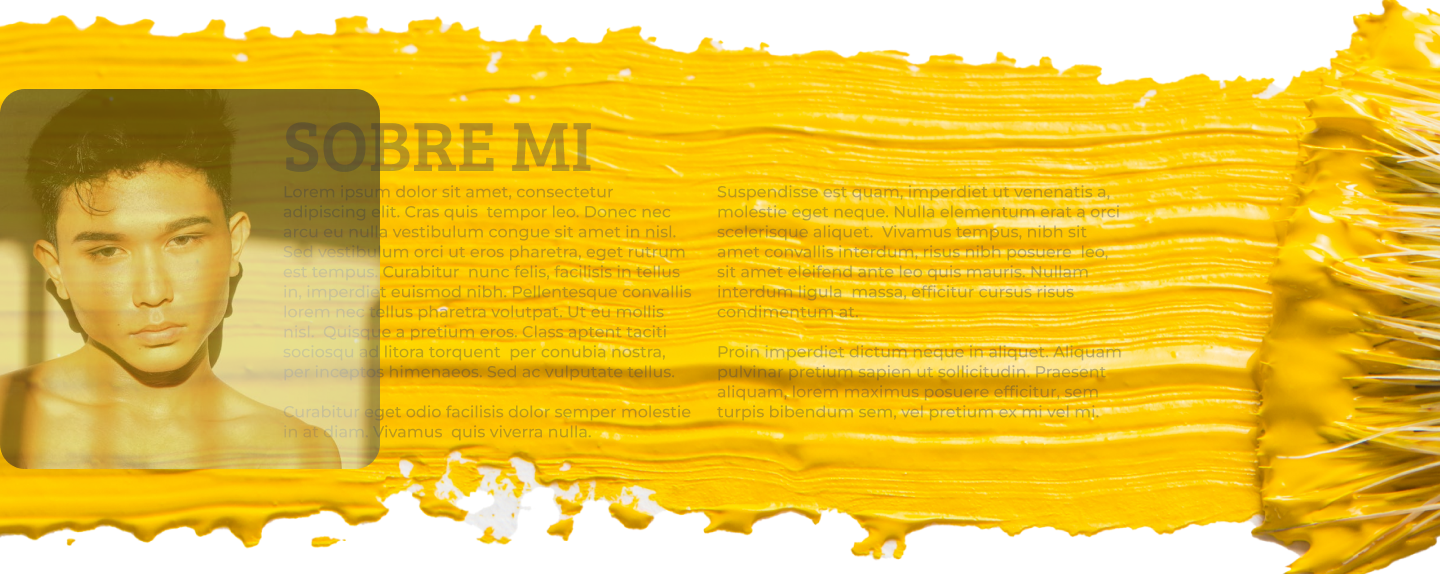 SOBRE MI
Lorem ipsum dolor sit amet, consectetur
adipiscing elit. Cras quis tempor leo. Donec nec
arcu eu nulla vestibulum congue sit amet in nisl.
Sed vestibulum orci ut eros pharetra, eget rutrum
est tempus. Curabitur nunc felis, facilisis in tellus
in, imperdiet euismod nibh. Pellentesque convallis
lorem nec tellus pharetra volutpat. Ut eu mollis
nisl. Quisque a pretium eros. Class aptent taciti
sociosqu ad litora torquent per conubia nostra,
per inceptos himenaeos. Sed ac vulputate tellus.
Curabitur eget odio facilisis dolor semper molestie
in at diam. Vivamus quis viverra nulla.
Suspendisse est quam, imperdiet ut venenatis a,
molestie eget neque. Nulla elementum erat a orci
scelerisque aliquet. Vivamus tempus, nibh sit
amet convallis interdum, risus nibh posuere leo,
sit amet eleifend ante leo quis mauris. Nullam
interdum ligula massa, efficitur cursus risus
condimentum at.
Proin imperdiet dictum neque in aliquet. Aliquam
pulvinar pretium sapien ut sollicitudin. Praesent
aliquam, lorem maximus posuere efficitur, sem
turpis bibendum sem, vel pretium ex mi vel mi.